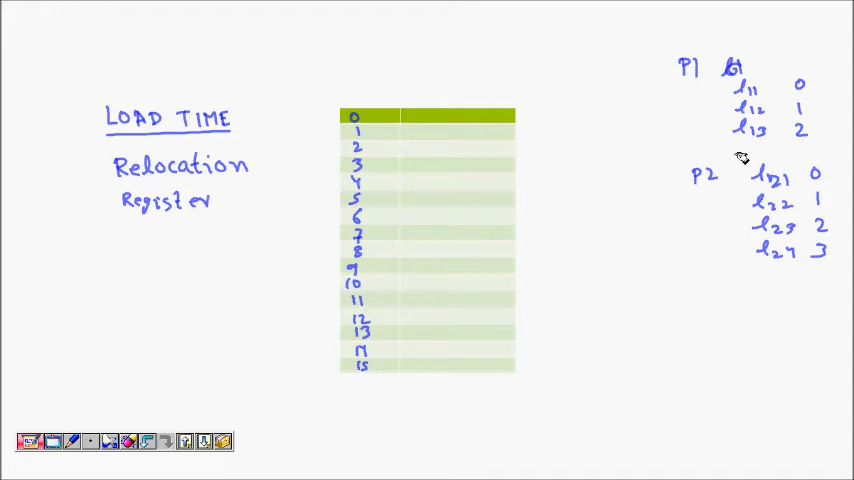 LOAD TIME
Relocation
Register
0
1
2
3
4
5
6
7
8
9
10
11
12
13
14
15
P1
l11 0
l12 1
l13 2
P2 l21 0
l22 1
l23 2
l24 3